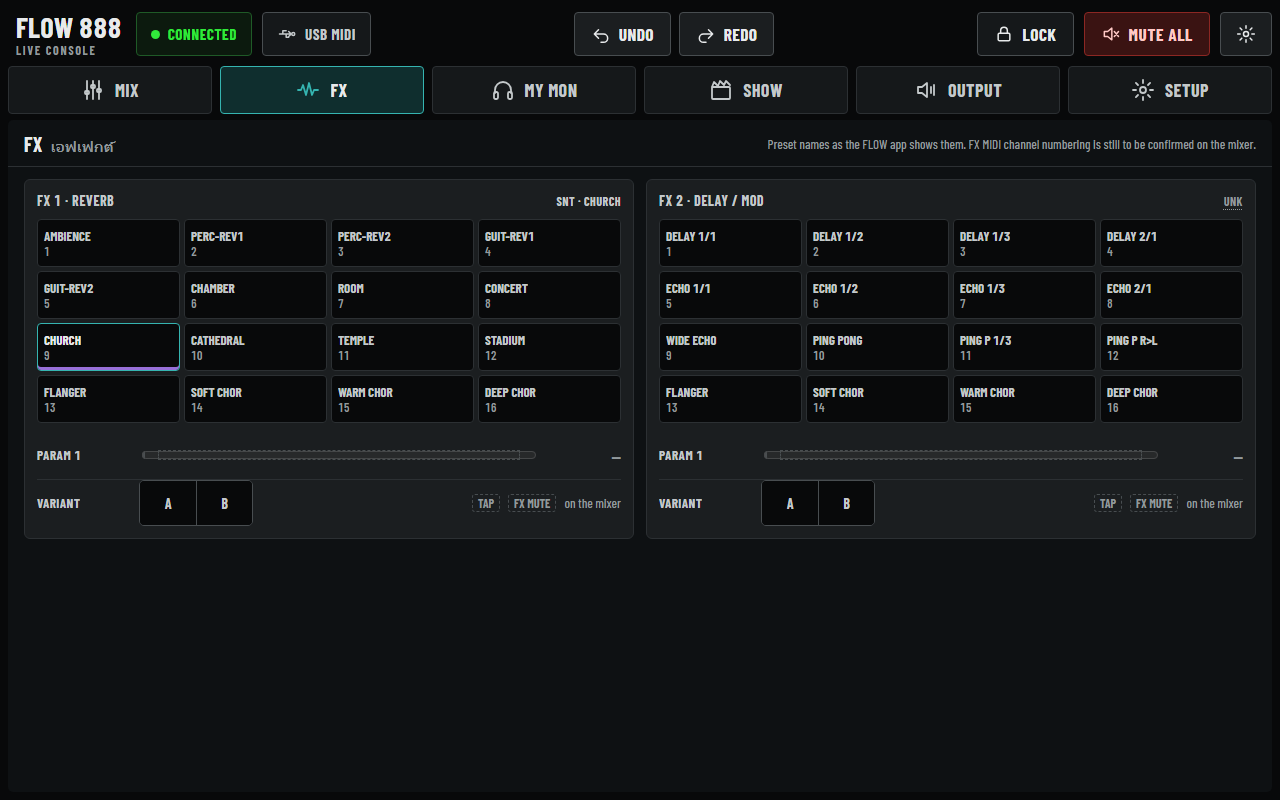 FLOW 888
LIVE CONSOLE
CONNECTED
USB MIDI
UNDO
REDO
LOCK
MUTE ALL
MIX
FX
MY MON
SHOW
OUTPUT
SETUP
FX เอฟเฟกต์
Preset names as the FLOW app shows them. FX MIDI channel numbering is still to be confirmed on the mixer.
FX 1 · REVERB
SNT · CHURCH
AMBIENCE
1
PERC-REV1
2
PERC-REV2
3
GUIT-REV1
4
GUIT-REV2
5
CHAMBER
6
ROOM
7
CONCERT
8
CHURCH
9
CATHEDRAL
10
TEMPLE
11
STADIUM
12
FLANGER
13
SOFT CHOR
14
WARM CHOR
15
DEEP CHOR
16
PARAM 1
—
VARIANT
A
B
TAP
FX MUTE
on the mixer
FX 2 · DELAY / MOD
UNK
DELAY 1/1
1
DELAY 1/2
2
DELAY 1/3
3
DELAY 2/1
4
ECHO 1/1
5
ECHO 1/2
6
ECHO 1/3
7
ECHO 2/1
8
WIDE ECHO
9
PING PONG
10
PING P 1/3
11
PING P R>L
12
FLANGER
13
SOFT CHOR
14
WARM CHOR
15
DEEP CHOR
16
PARAM 1
—
VARIANT
A
B
TAP
FX MUTE
on the mixer